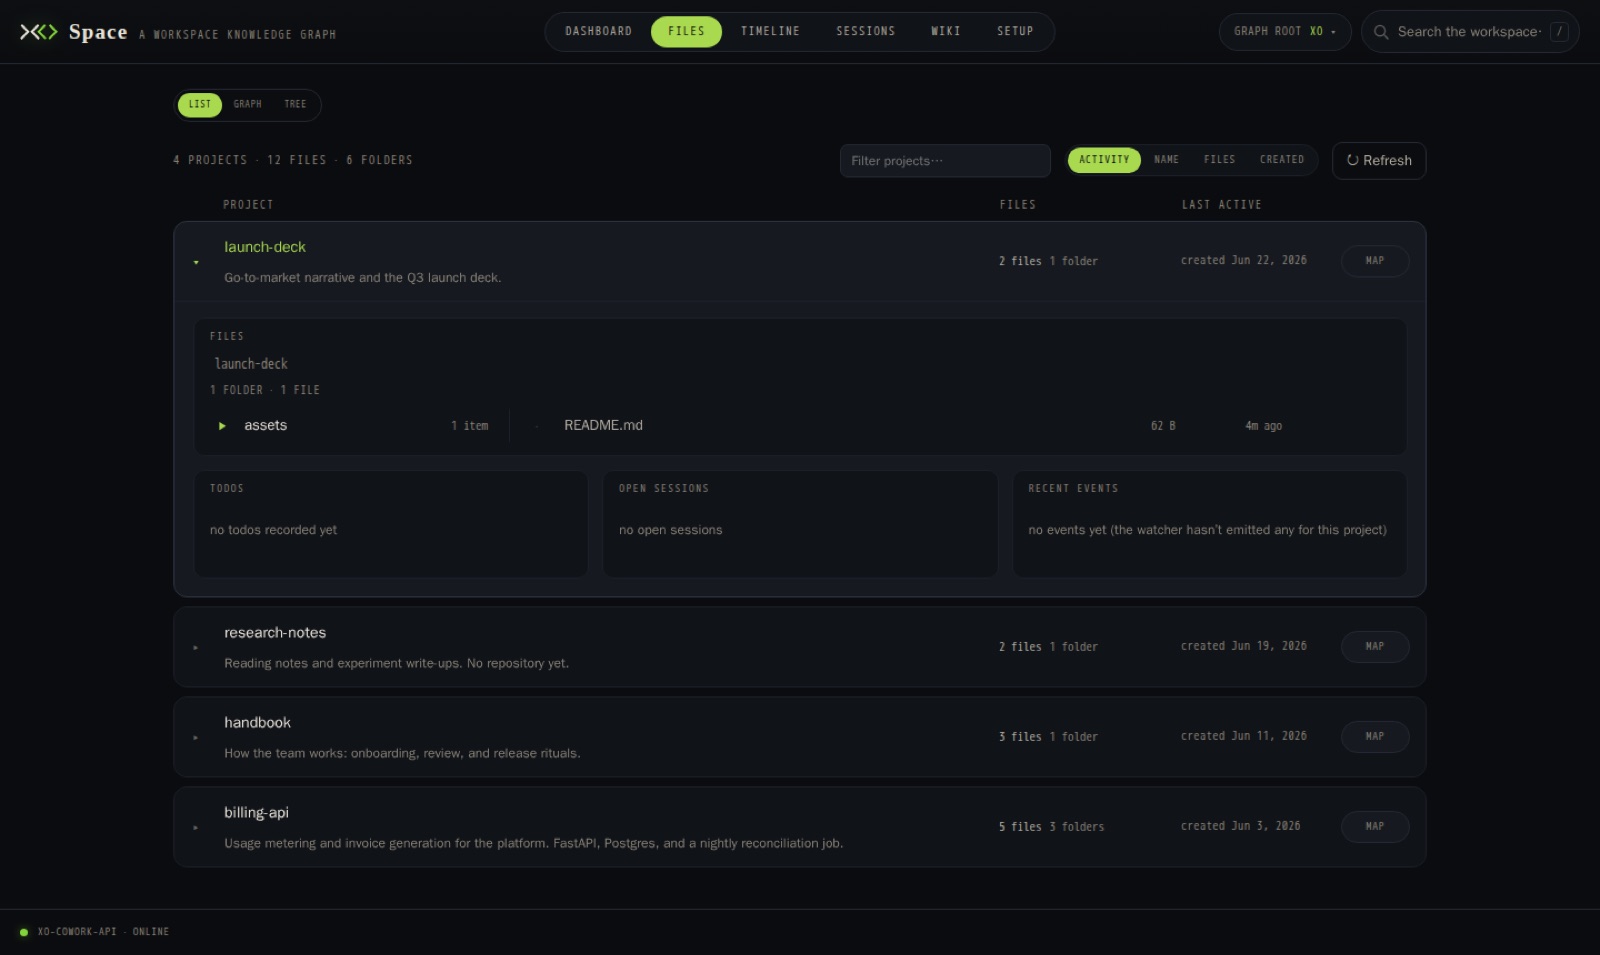 Space A WORKSPACE KNOWLEDGE GRAPH
DASHBOARD FILES TIMELINE SESSIONS WIKI SETUP
GRAPH ROOT XO
Search the workspace· /
LIST GRAPH TREE
4 PROJECTS · 12 FILES · 6 FOLDERS
Filter projects···
ACTIVITY NAME FILES CREATED
Refresh
PROJECT FILES LAST ACTIVE
launch-deck
Go-to-market narrative and the Q3 launch deck.
2 files 1 folder
created Jun 22, 2026
MAP
FILES
launch-deck
1 FOLDER · 1 FILE
assets 1 item
· README.md 62 B 4m ago
TODOS
no todos recorded yet
OPEN SESSIONS
no open sessions
RECENT EVENTS
no events yet (the watcher hasn't emitted any for this project)
research-notes
Reading notes and experiment write-ups. No repository yet.
2 files 1 folder
created Jun 19, 2026
MAP
handbook
How the team works: onboarding, review, and release rituals.
3 files 1 folder
created Jun 11, 2026
MAP
billing-api
Usage metering and invoice generation for the platform. FastAPI, Postgres, and a nightly reconciliation job.
5 files 3 folders
created Jun 3, 2026
MAP
XO-COWORK-API · ONLINE